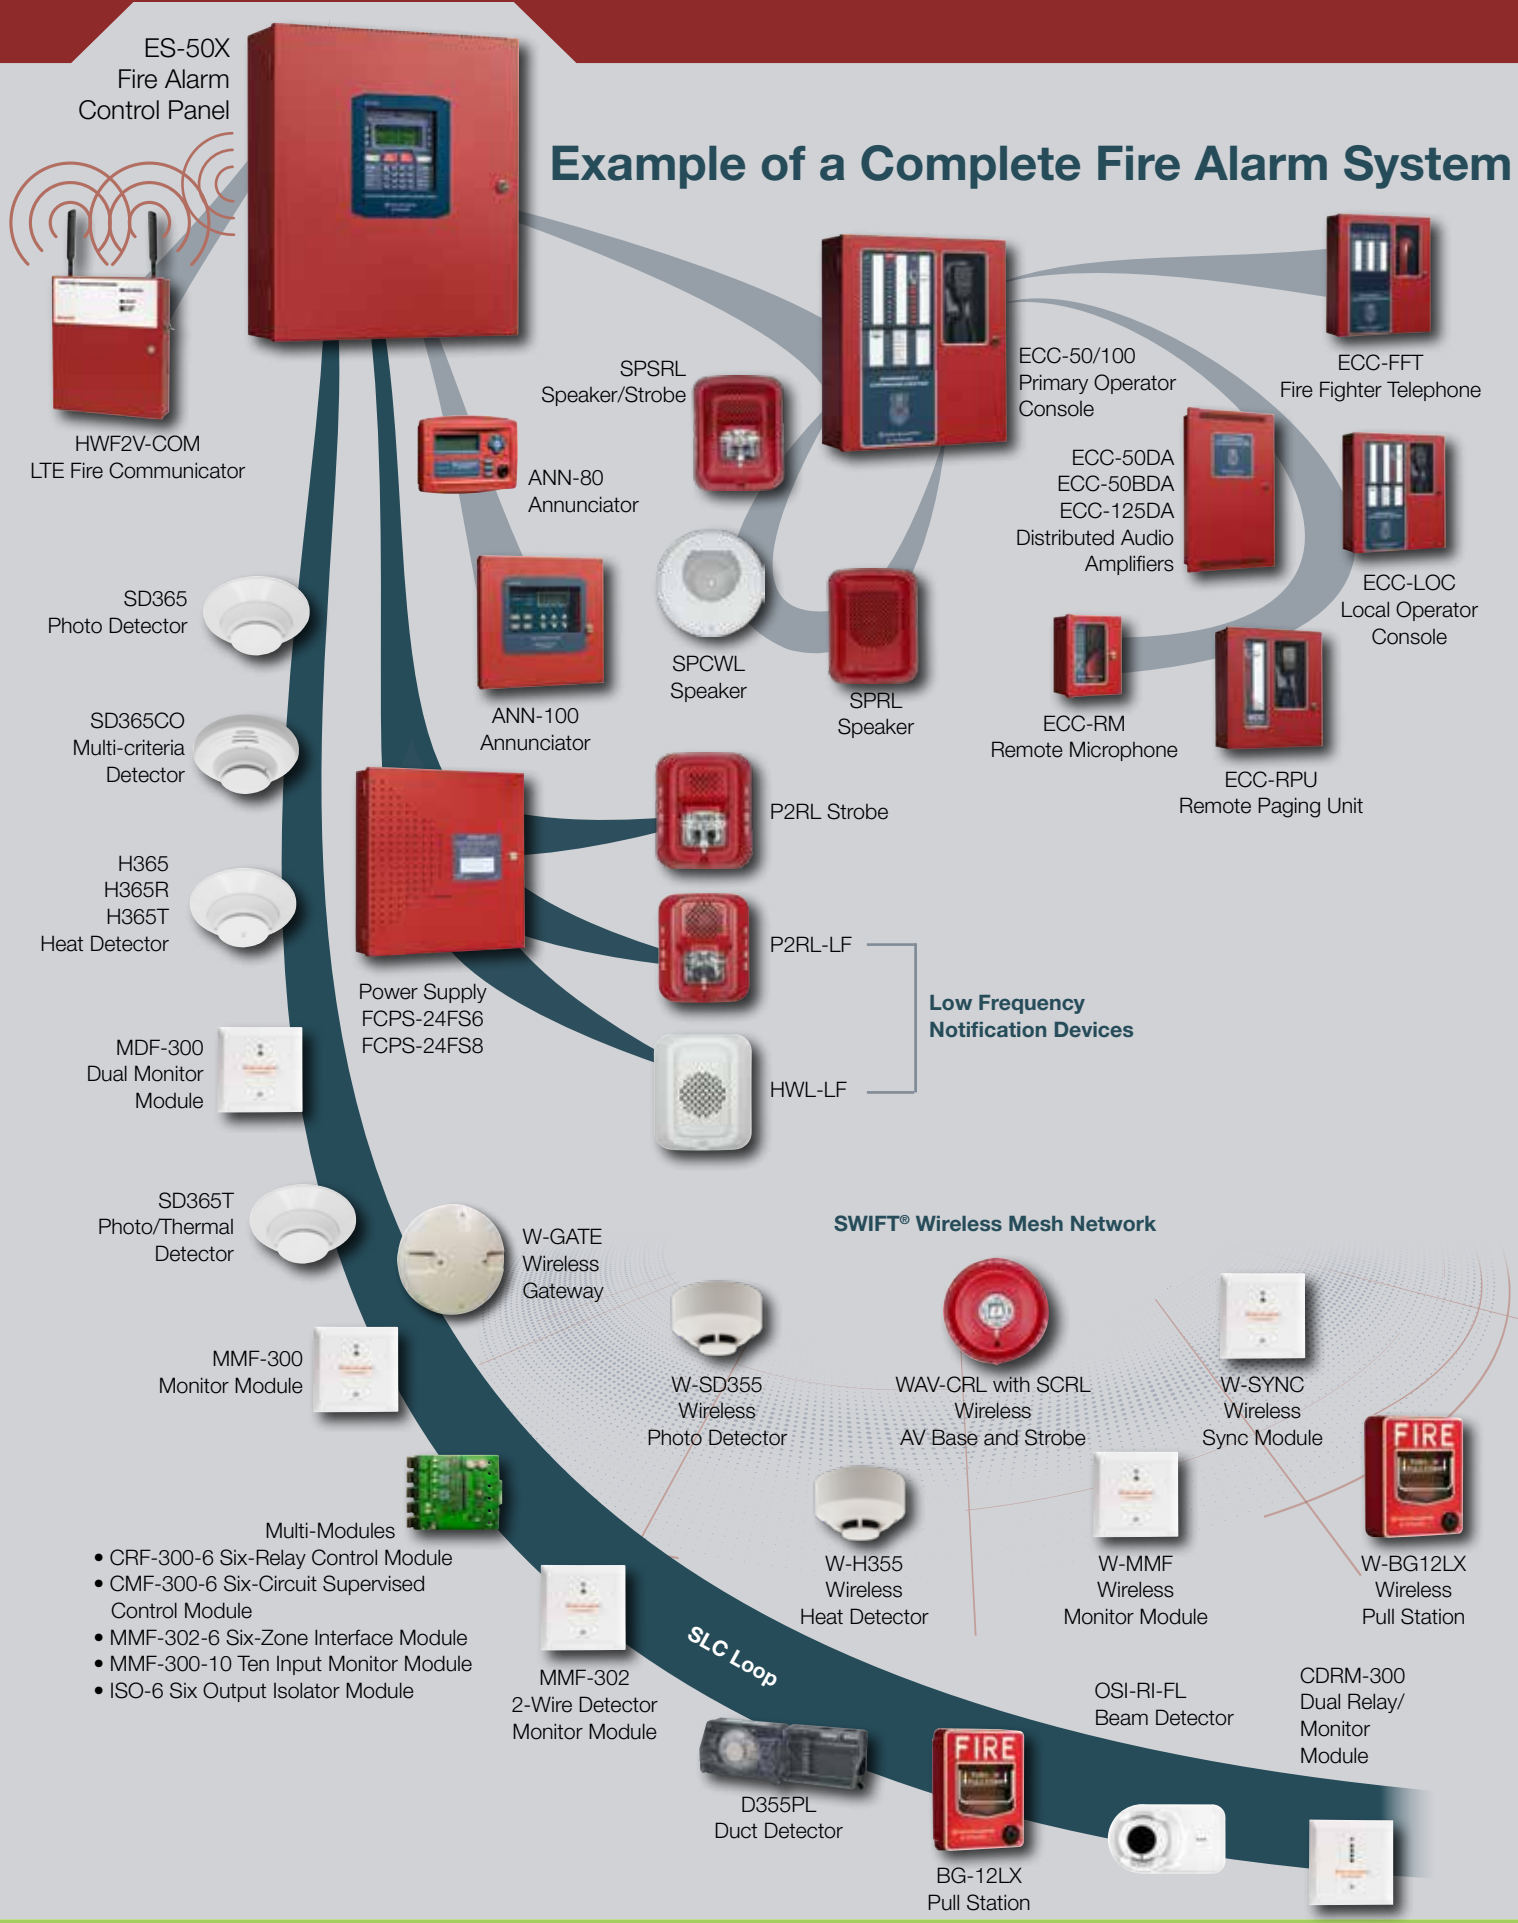 ES-50X
Fire Alarm
Control Panel
Example of a Complete Fire Alarm System
HWF2V-COM
LTE Fire Communicator
SPSRL
Speaker/Strobe
ECC-50/100
Primary Operator
Console
ECC-FFT
Fire Fighter Telephone
ANN-80
Annunciator
ECC-50DA
ECC-50BDA
ECC-125DA
Distributed Audio
Amplifiers
ECC-LOC
Local Operator
Console
SD365
Photo Detector
SPCWL
Speaker
SPRL
Speaker
ANN-100
Annunciator
ECC-RM
Remote Microphone
ECC-RPU
Remote Paging Unit
SD365CO
Multi-criteria
Detector
P2RL Strobe
H365
H365R
H365T
Heat Detector
P2RL-LF
Power Supply
FCPS-24FS6
FCPS-24FS8
Low Frequency
Notification Devices
HWL-LF
MDF-300
Dual Monitor
Module
SD365T
Photo/Thermal
Detector
W-GATE
Wireless
Gateway
SWIFT® Wireless Mesh Network
MMF-300
Monitor Module
W-SD355
Wireless
Photo Detector
WAV-CRL with SCRL
Wireless
AV Base and Strobe
W-SYNC
Wireless
Sync Module
FIRE
W-H355
Wireless
Heat Detector
W-MMF
Wireless
Monitor Module
W-BG12LX
Wireless
Pull Station
Multi-Modules
• CRF-300-6 Six-Relay Control Module
• CMF-300-6 Six-Circuit Supervised
Control Module
• MMF-302-6 Six-Zone Interface Module
• MMF-300-10 Ten Input Monitor Module
• ISO-6 Six Output Isolator Module
SLC Loop
MMF-302
2-Wire Detector
Monitor Module
D355PL
Duct Detector
FIRE
BG-12LX
Pull Station
OSI-RI-FL
Beam Detector
CDRM-300
Dual Relay/
Monitor
Module